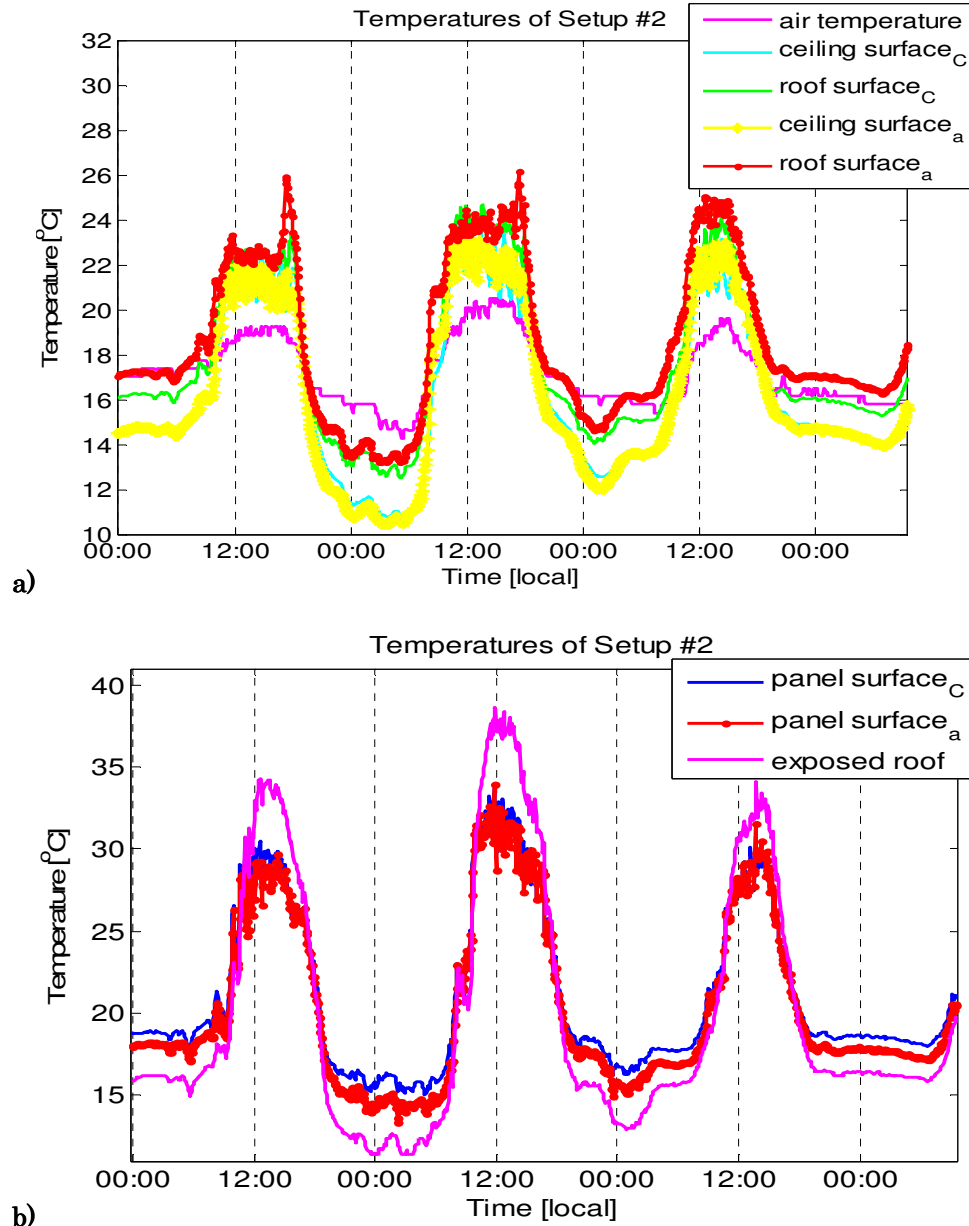 Temperatures of Setup #2
air temperature
ceiling surface_C
roof surface_C
ceiling surface_a
roof surface_a
32
30
28
26
24
22
20
18
16
14
12
10
Temperature [°C]
00:00 12:00 00:00 12:00 00:00 12:00 00:00
Time [local]
a)
Temperatures of Setup #2
panel surface_C
panel surface_a
exposed roof
40
35
30
25
20
15
Temperature [°C]
00:00 12:00 00:00 12:00 00:00 12:00 00:00
Time [local]
b)